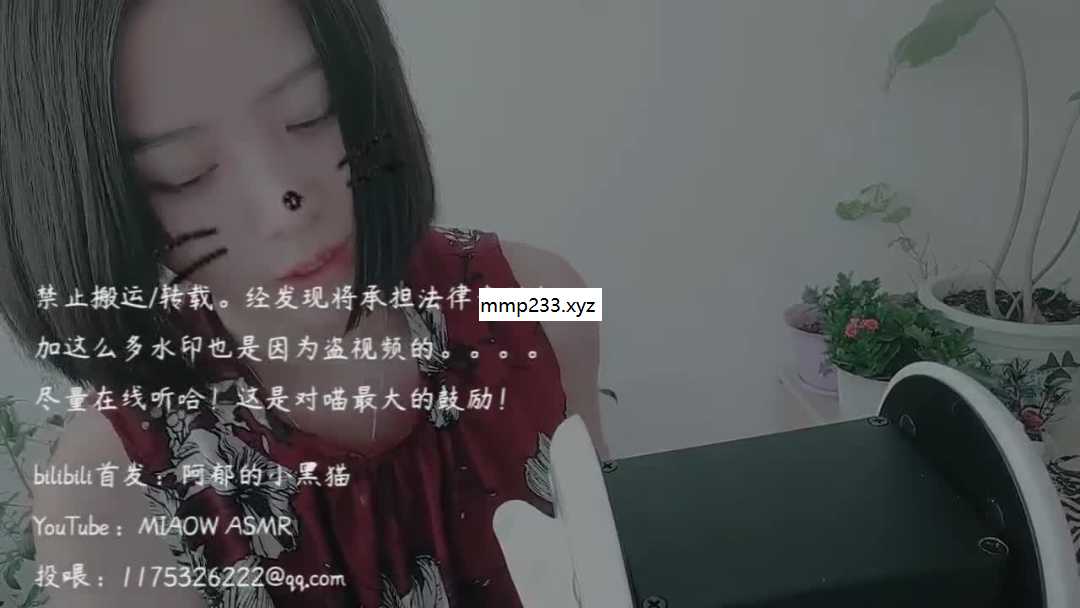 禁止搬运/转载。经发现将承担法律
mmp233.xyz
加这么多水印也是因为盗视频的。。。。
尽量在线听哈！这是对喵最大的鼓励！
bilibili首发：阿郁的小黑猫
YouTube：MIAOW ASMR
投喂：1175326222@qq.com